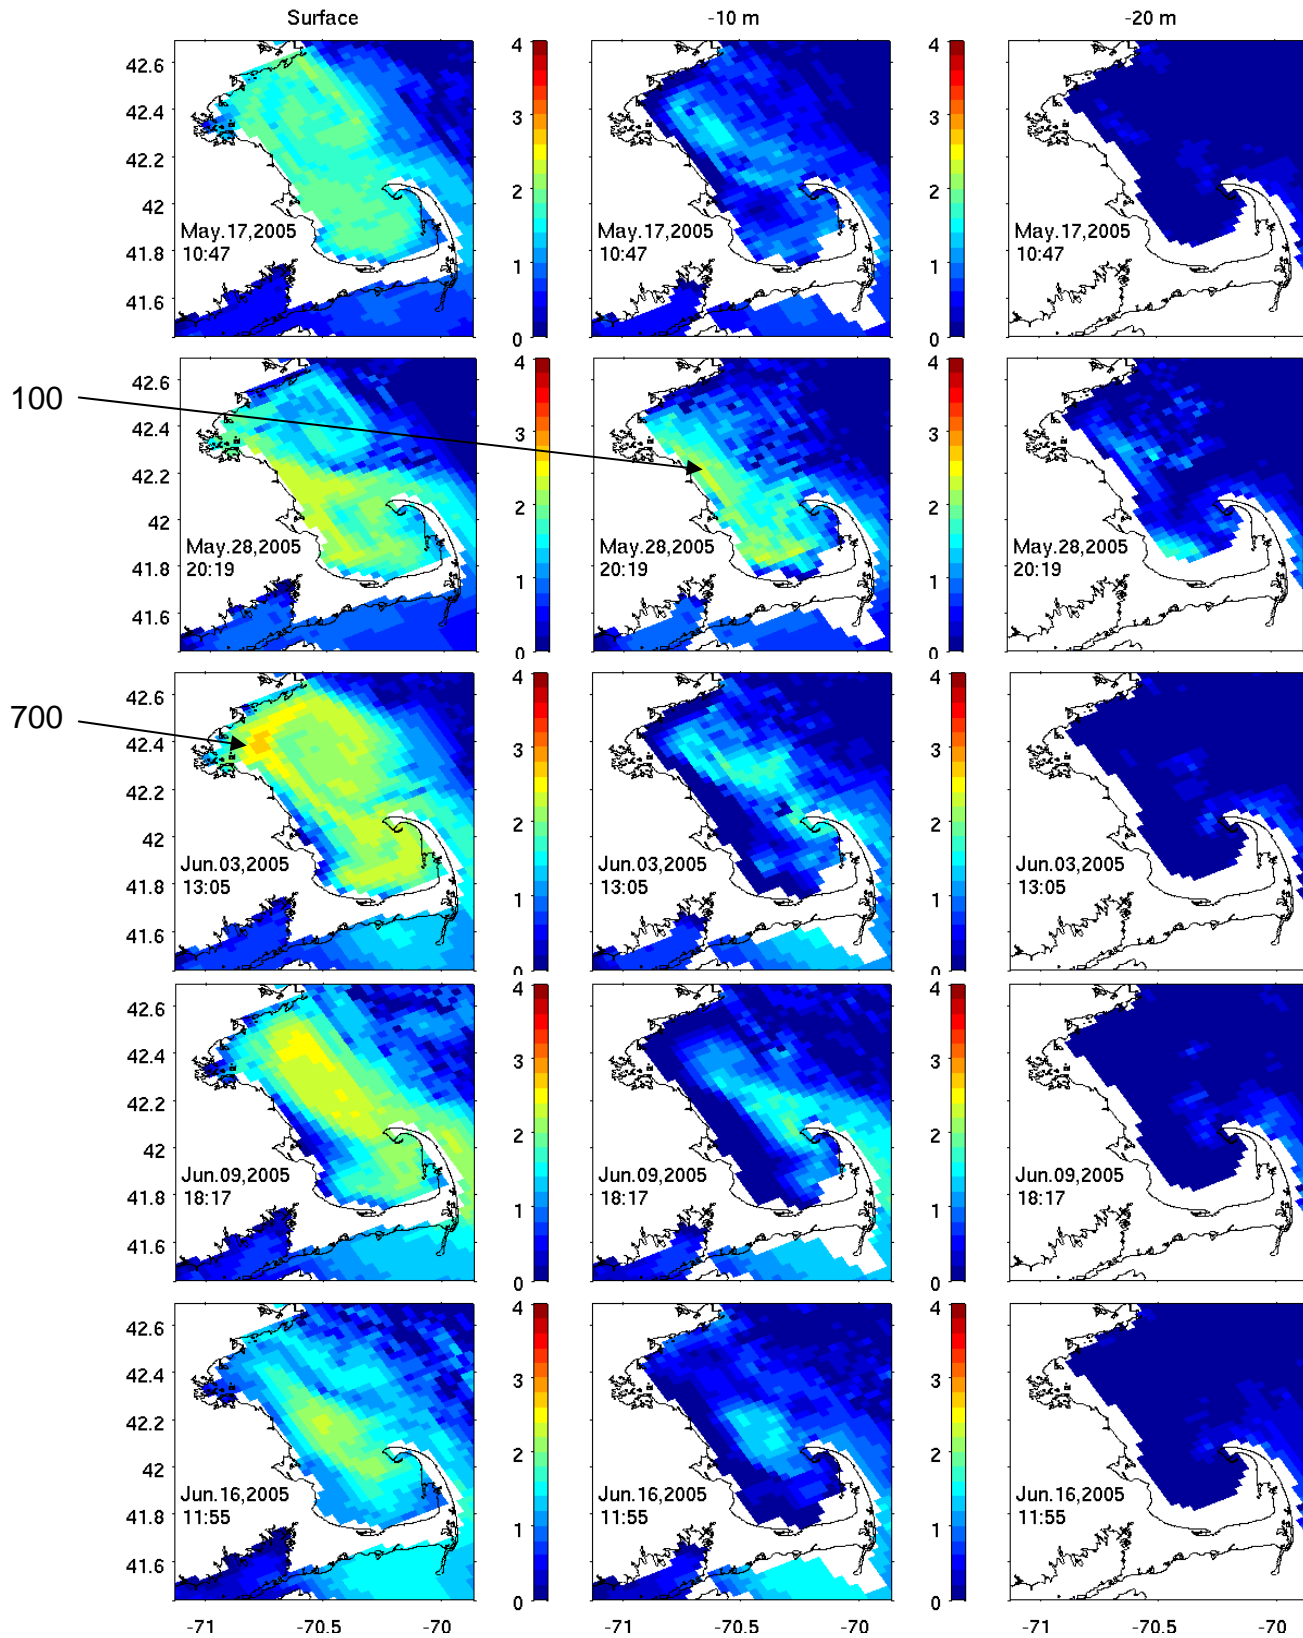 Surface -10 m -20 m
42.6 4 4
42.4 3 3
42.2
2 2
42
May.17,2005 May.17,2005 May.17,2005
41.8 10:47 1 10:47 1 10:47
41.6
0 0
42.6 4 4
100
42.4 3 3
42.2
2 2
42
May.28,2005 May.28,2005 May.28,2005
41.8 20:19 1 20:19 1 20:19
41.6
0 0
42.6 4 4
700
42.4 3 3
42.2
2 2
42
Jun.03,2005 Jun.03,2005 Jun.03,2005
41.8 13:05 1 13:05 1 13:05
41.6
0 0
42.6 4 4
42.4 3 3
42.2
2 2
42
Jun.09,2005 Jun.09,2005 Jun.09,2005
41.8 18:17 1 18:17 1 18:17
41.6
0 0
42.6 4 4
42.4 3 3
42.2
2 2
42
Jun.16,2005 Jun.16,2005 Jun.16,2005
41.8 11:55 1 11:55 1 11:55
41.6
0 0
-71 -70.5 -70 -71 -70.5 -70 -71 -70.5 -70